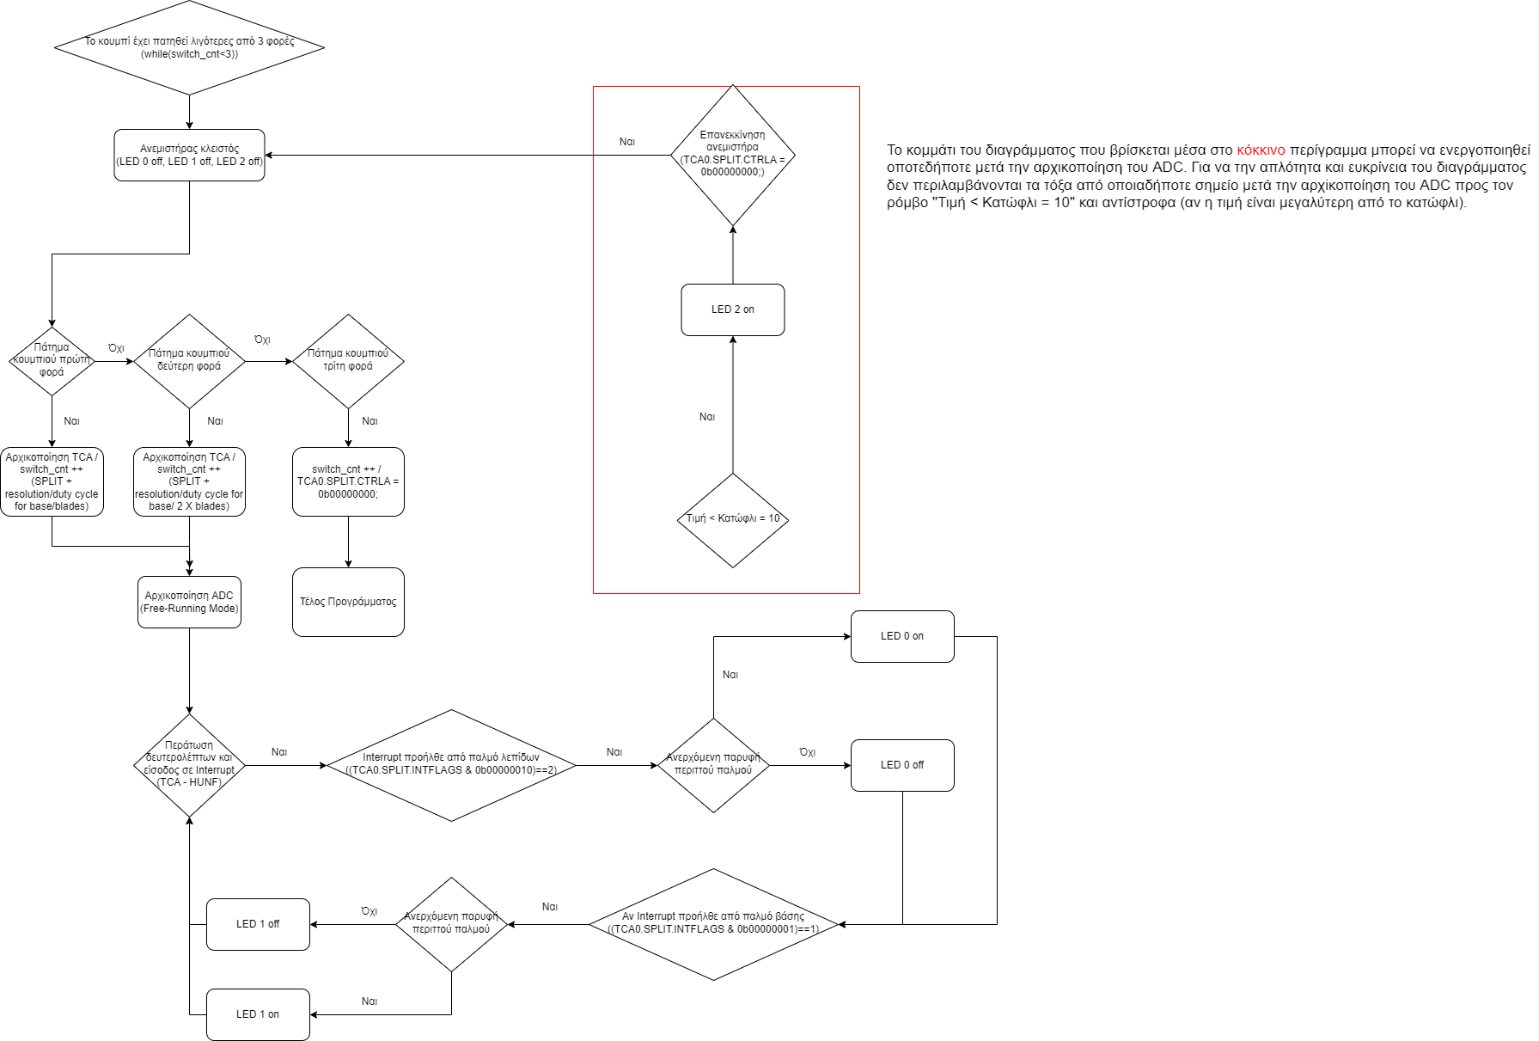 Το κουμπί έχει πατηθεί λιγότερες από 3 φορές
(while(switch_cnt<3))
Ανεμιστήρας κλειστός
(LED 0 off, LED 1 off, LED 2 off)
Ναι
Επανεκκίνηση
ανεμιστήρα
(TCA0.SPLIT.CTRLA =
0b00000000;)
Το κομμάτι του διαγράμματος που βρίσκεται μέσα στο κόκκινο περίγραμμα μπορεί να ενεργοποιηθεί
οποτεδήποτε μετά την αρχικοποίηση του ADC. Για να την απλότητα και ευκρίνεια του διαγράμματος
δεν περιλαμβάνονται τα τόξα από οποιαδήποτε σημείο μετά την αρχίκοποίηση του ADC προς τον
ρόμβο "Τιμή < Κατώφλι = 10" και αντίστροφα (αν η τιμή είναι μεγαλύτερη από το κατώφλι).
LED 2 on
Ναι
Τιμή < Κατώφλι = 10
Πάτημα
κουμπιού πρώτη
φορά
Όχι
Πάτημα κουμπιού
δεύτερη φορά
Όχι
Πάτημα κουμπιού
τρίτη φορά
Ναι
Ναι
Ναι
Αρχικοποίηση TCA /
switch_cnt ++
(SPLIT +
resolution/duty cycle
for base/blades)
Αρχικοποίηση TCA /
switch_cnt ++
(SPLIT +
resolution/duty cycle for
base/ 2 X blades)
switch_cnt ++ /
TCA0.SPLIT.CTRLA =
0b00000000;
Αρχικοποίηση ADC
(Free-Running Mode)
Τέλος Προγράμματος
LED 0 on
Ναι
Περάτωση
δευτερολέπτων και
είσοδος σε Interrupt
(TCA - HUNF)
Ναι
Interrupt προήλθε από παλμό λεπίδων
((TCA0.SPLIT.INTFLAGS & 0b00000010)==2)
Ναι
Ανερχόμενη παρυφή
περιττού παλμού
Όχι
LED 0 off
Αν Interrupt προήλθε από παλμό βάσης
((TCA0.SPLIT.INTFLAGS & 0b00000001)==1)
Ναι
Ανερχόμενη παρυφή
περιττού παλμού
Όχι
LED 1 off
Ναι
LED 1 on